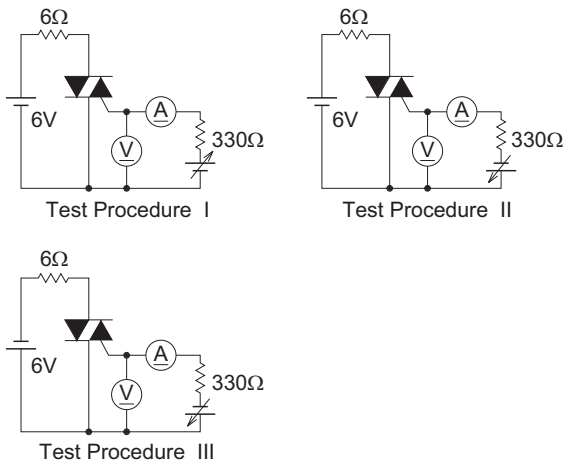 6Ω
6V
V
A
330Ω
Test Procedure I
6Ω
6V
V
A
330Ω
Test Procedure II
6Ω
6V
V
A
330Ω
Test Procedure III